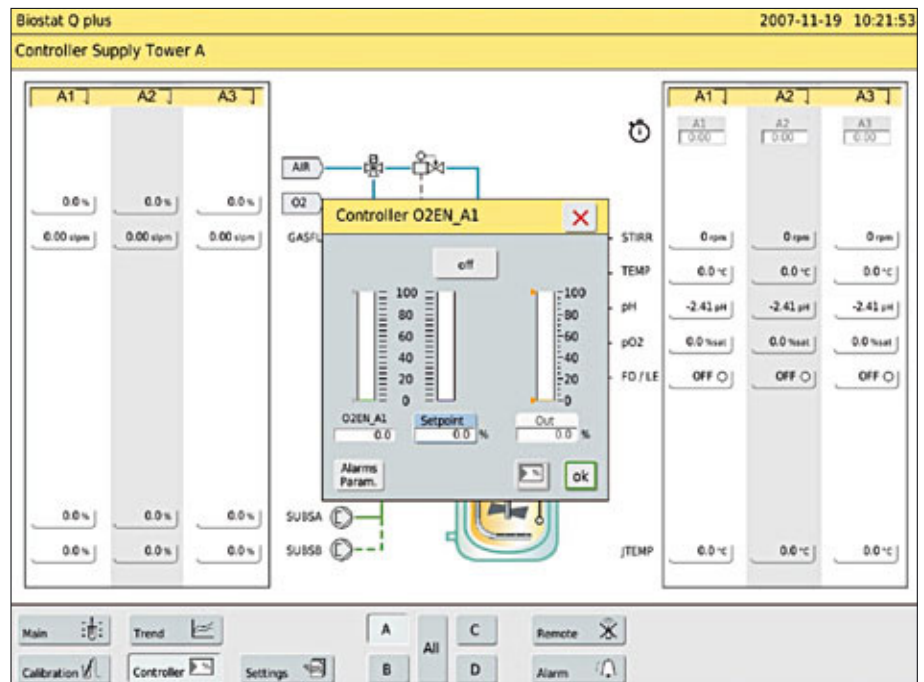 Biostat Q plus 2007-11-19 10:21:53
Controller Supply Tower A
A1 A2 A3 A1 A2 A3
A1 A2 A3
0.00 0.00 0.00
AIR
0.0 % 0.0 % 0.0 % O2
Controller O2EN_A1
0.00 slpm 0.00 slpm 0.00 slpm GASFL STIRR 0 rpm 0 rpm 0 rpm
off
TEMP 0.0 °C 0.0 °C 0.0 °C
100 100
80 80
pH -2.41 pH -2.41 pH -2.41 pH
60 60
pO2 0.0 %sat 0.0 %sat 0.0 %sat
40 40
20 20
FO / LE OFF OFF OFF
0 0
O2EN_A1 Setpoint Out
0.0 0.0 % 0.0 %
Alarms
Param.
ok
0.0 % 0.0 % 0.0 % SUBSA
0.0 % 0.0 % 0.0 % SUBSB JTEMP 0.0 °C 0.0 °C 0.0 °C
Main Trend A All C Remote
Calibration Controller Settings B D Alarm